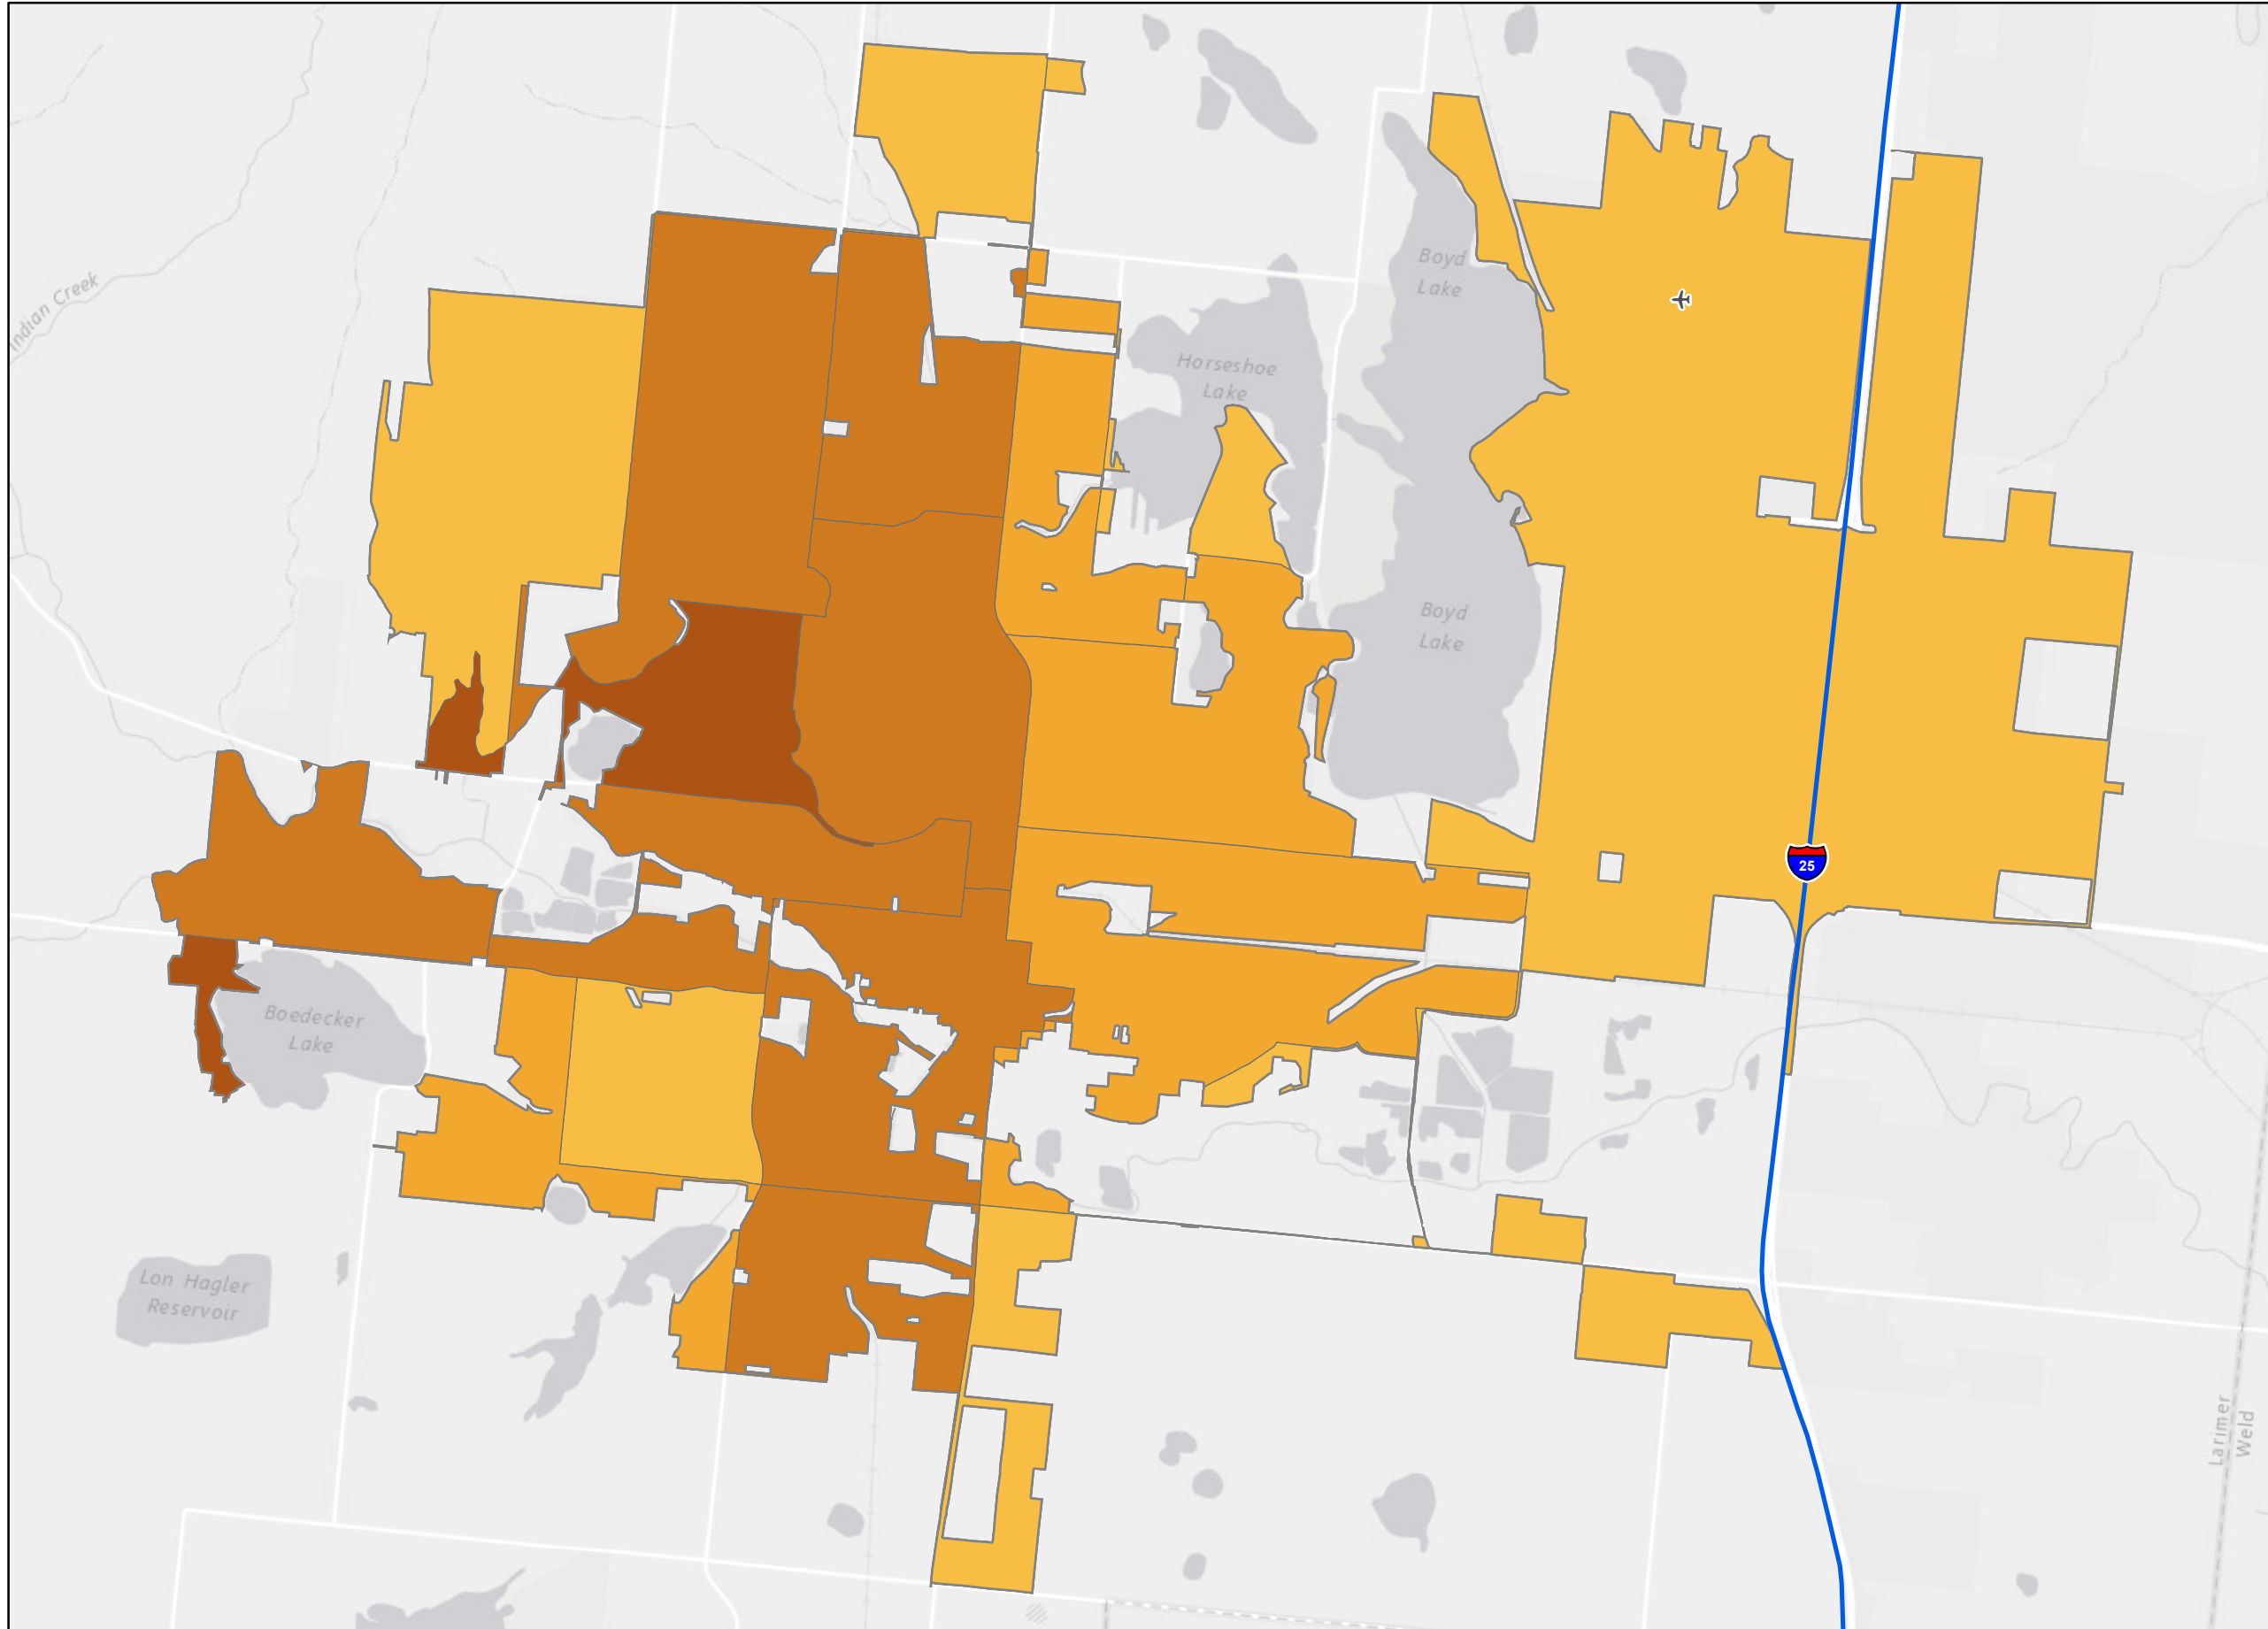 Boyd
Lake
Indian Creek
Horseshoe
Lake
Boyd
Lake
25
Boedecker
Lake
Lon Hagler
Reservoir
Larimer
Weld